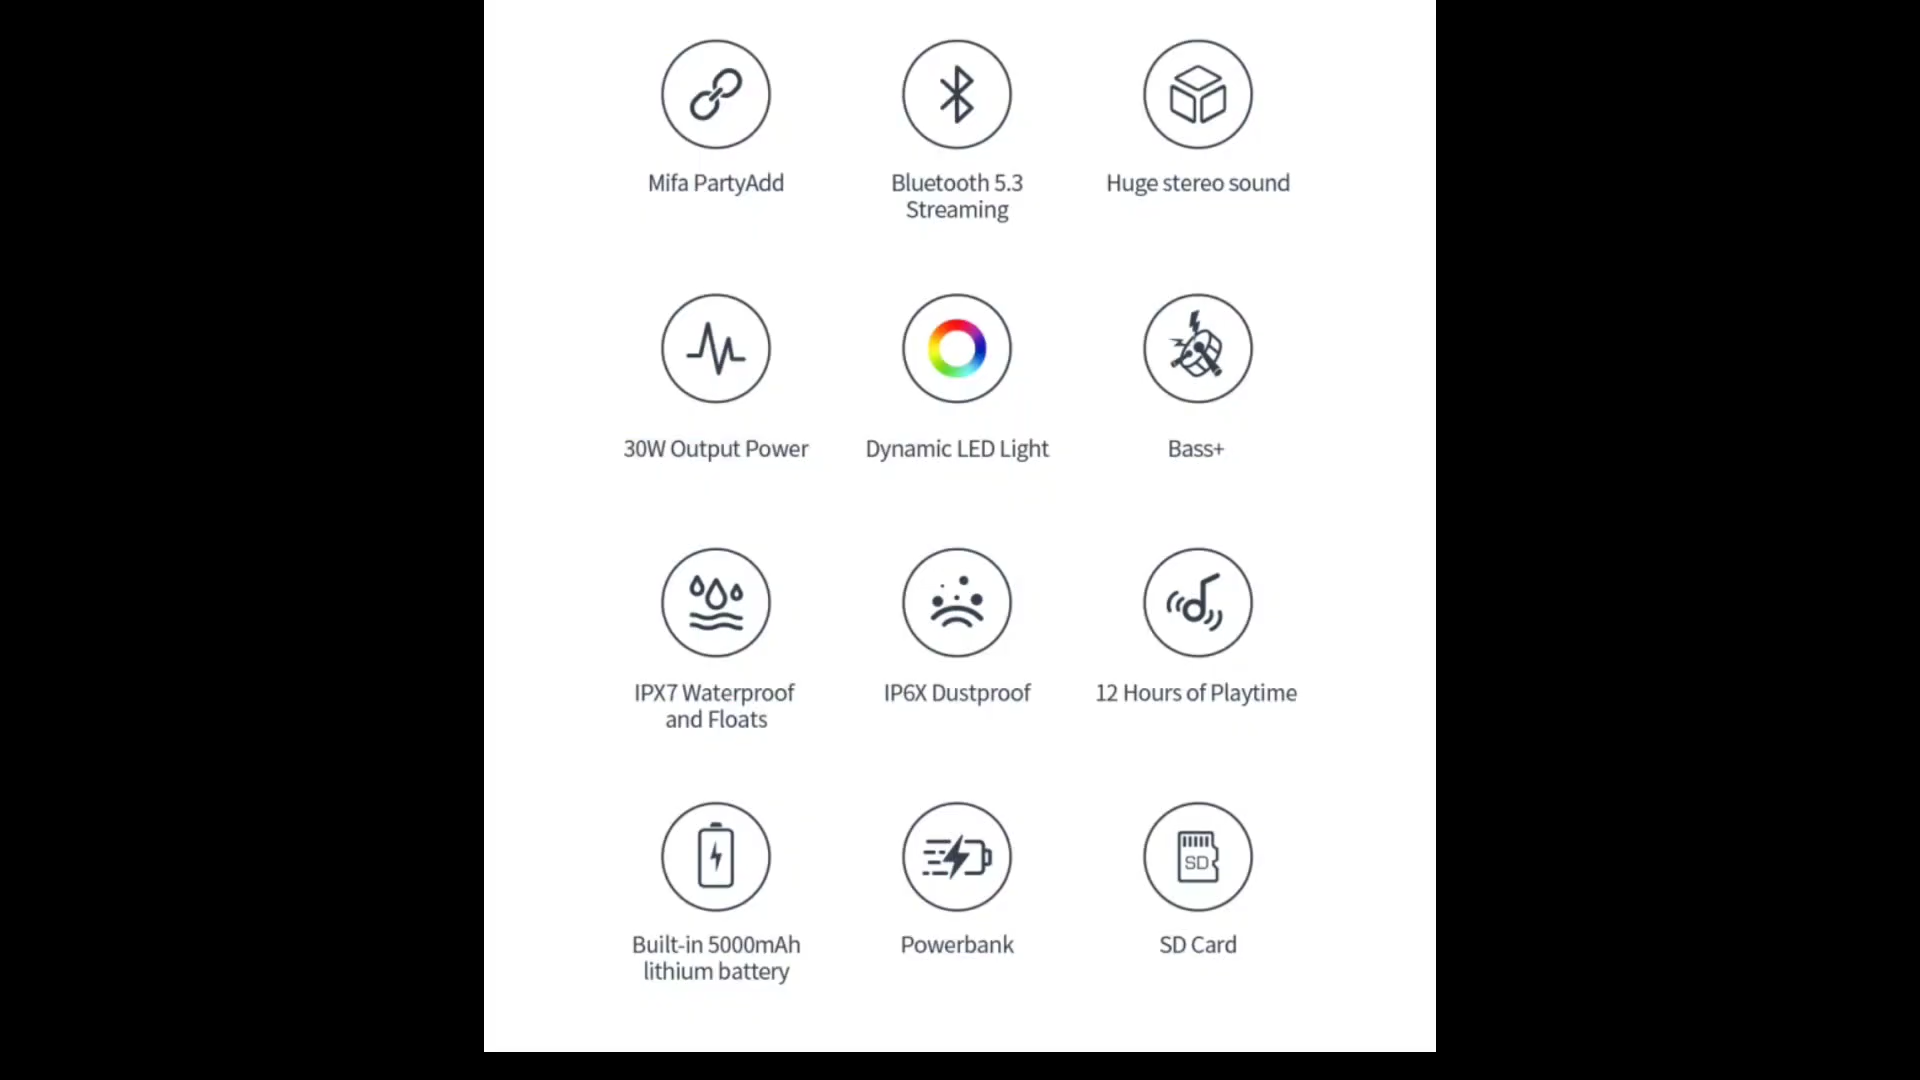 Mifa PartyAdd
Bluetooth 5.3
Streaming
Huge stereo sound
30W Output Power
Dynamic LED Light
Bass+
IPX7 Waterproof
and Floats
IP6X Dustproof
12 Hours of Playtime
Built-in 5000mAh
lithium battery
Powerbank
SD
SD Card